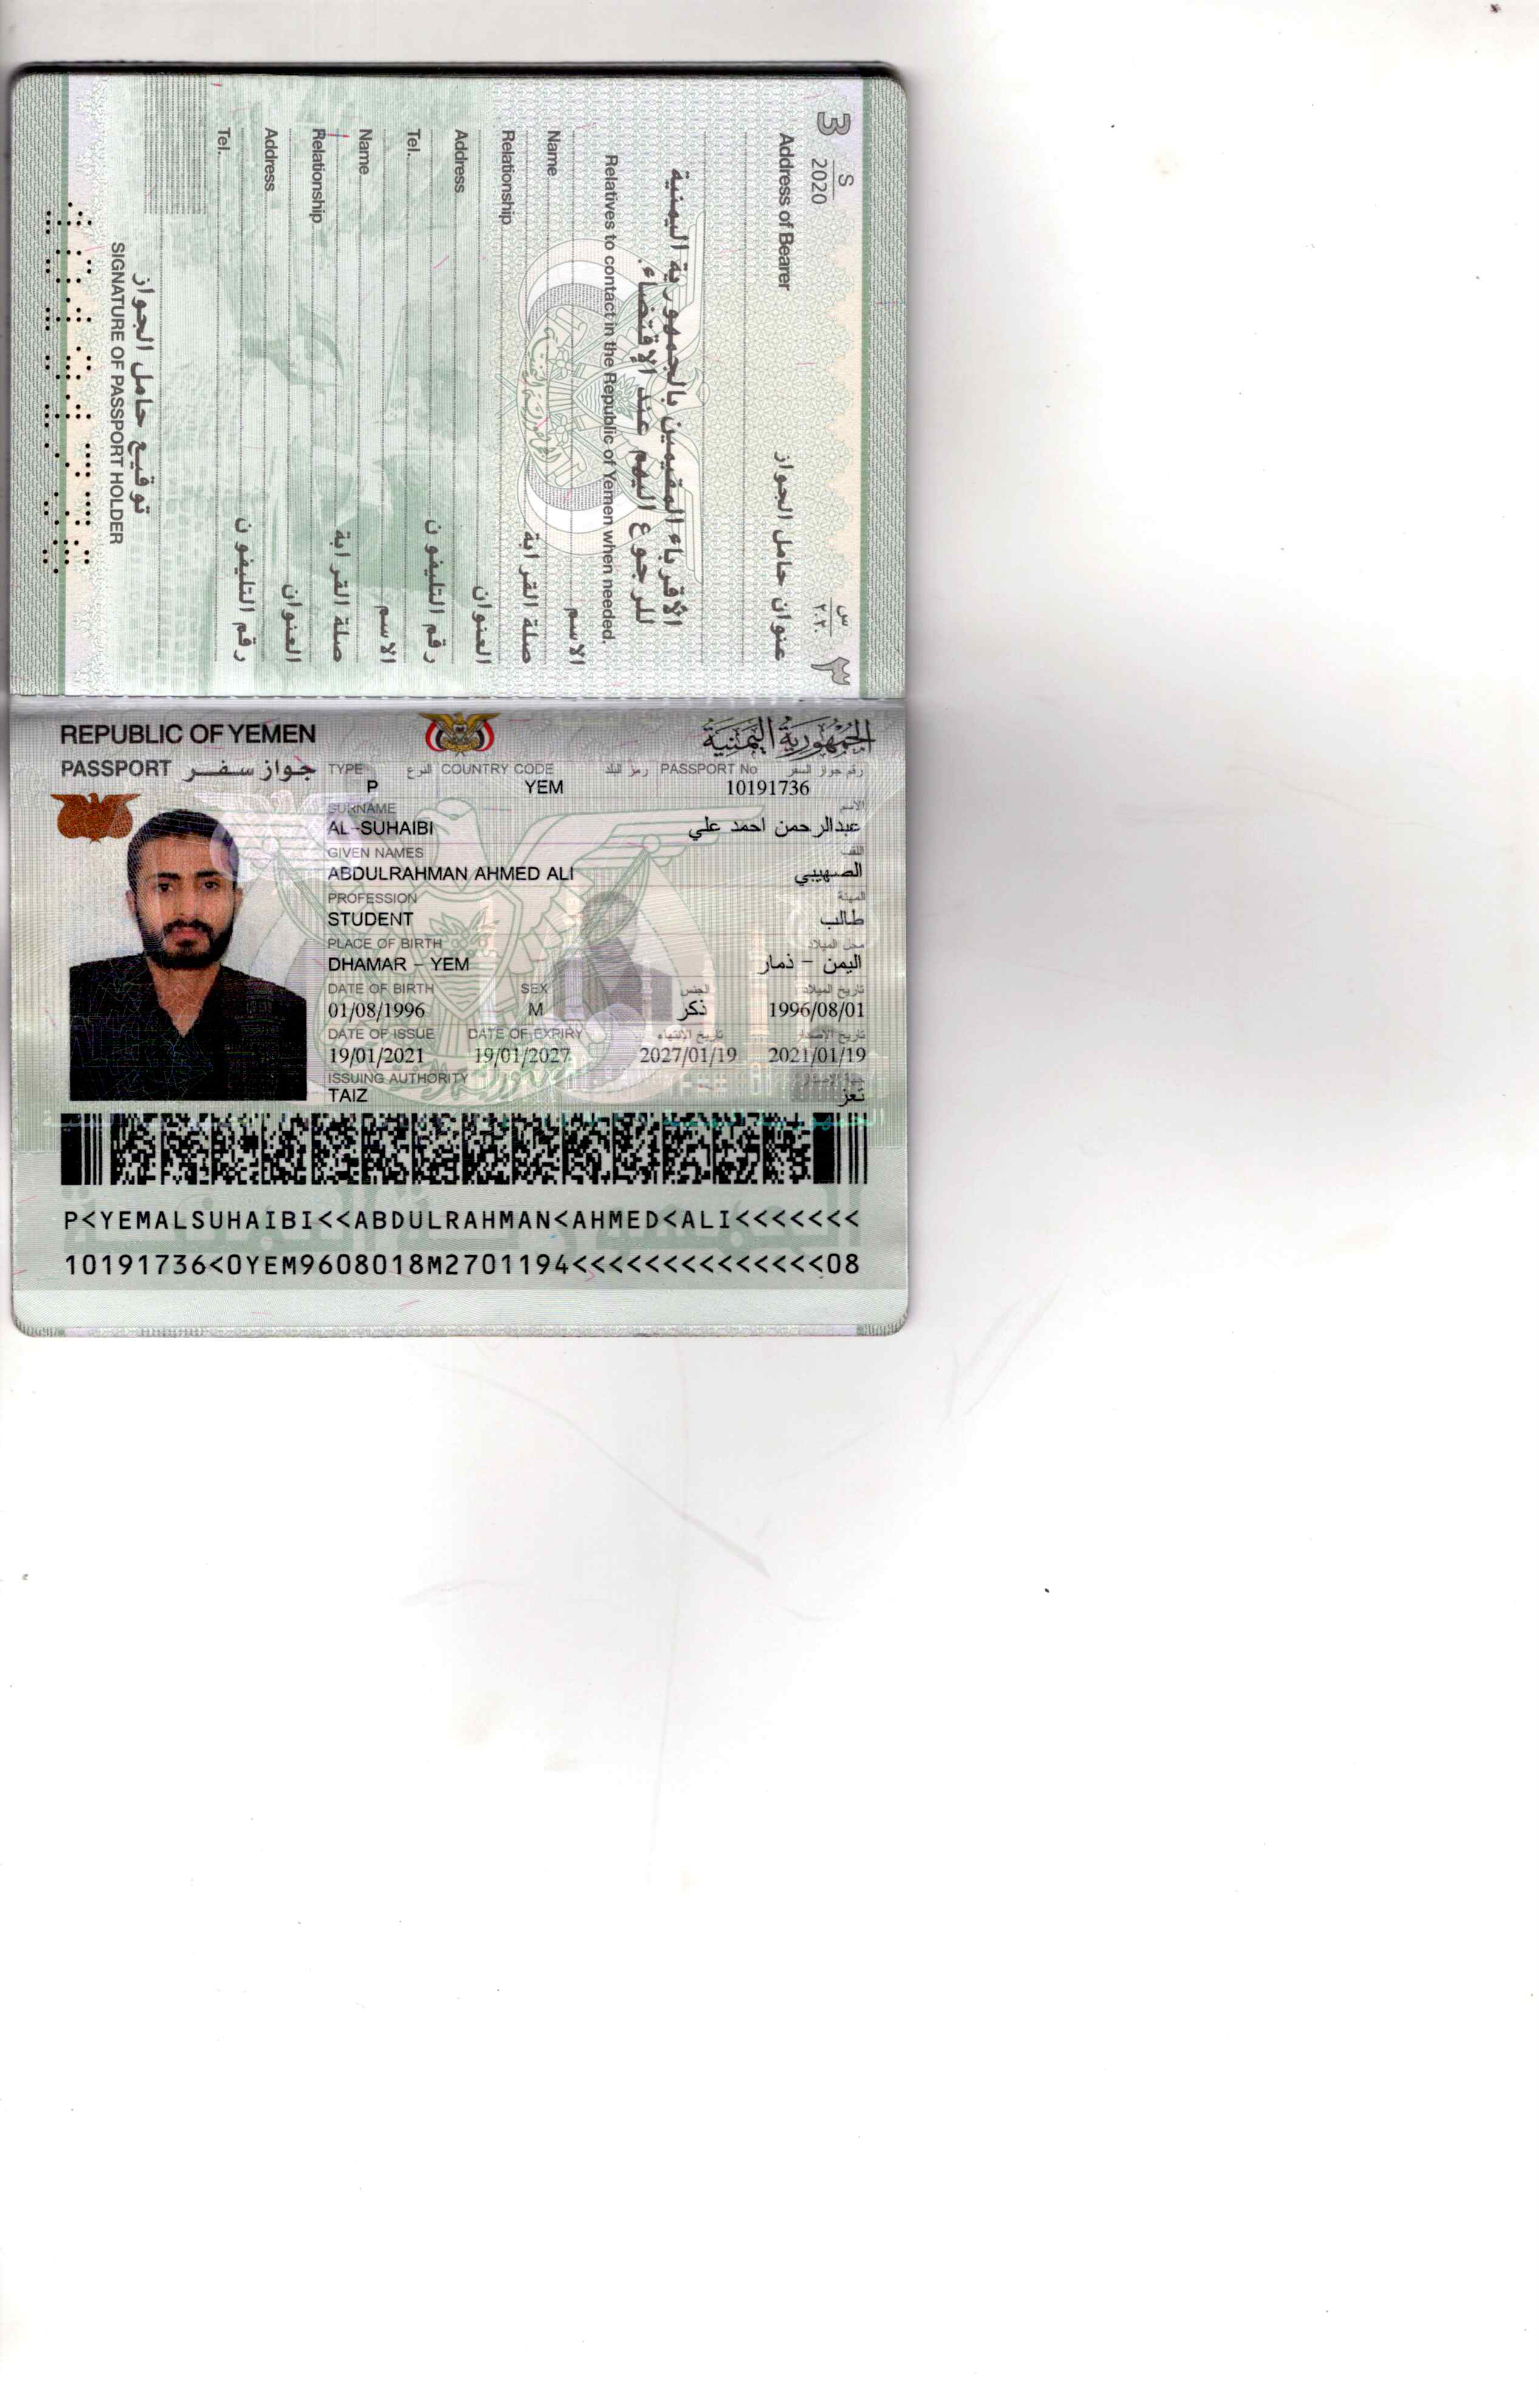 3
S
2020
س
٢٠٢٠
٣
Address of Bearer
عنوان حامل الجواز
الأقرباء المقيمين بالجمهورية اليمنية
للرجوع اليهم عند الإقتضاء.
Relatives to contact in the Republic of Yemen when needed.
Name الاسم
Relationship صلة القرابة
Address العنوان
Tel. رقم التليفون
Name الاسم
Relationship صلة القرابة
Address العنوان
Tel. رقم التليفون
توقيع حامل الجواز
SIGNATURE OF PASSPORT HOLDER
REPUBLIC OF YEMEN
الجمهورية اليمنية
PASSPORT جواز سفر
TYPE النوع COUNTRY CODE رمز البلد PASSPORT No رقم جواز السفر
P YEM 10191736
SURNAME الاسم
AL-SUHAIBI عبدالرحمن احمد علي
GIVEN NAMES اللقب
ABDULRAHMAN AHMED ALI الصهيبي
PROFESSION المهنة
STUDENT طالب
PLACE OF BIRTH محل الميلاد
DHAMAR - YEM اليمن - ذمار
DATE OF BIRTH SEX الجنس تاريخ الميلاد
01/08/1996 M ذكر 1996/08/01
DATE OF ISSUE DATE OF EXPIRY تاريخ الانتهاء تاريخ الاصدار
19/01/2021 19/01/2027 2027/01/19 2021/01/19
ISSUING AUTHORITY
TAIZ تعز
P<YEMALSUHAIBI<<ABDULRAHMAN<AHMED<ALI<<<<<<<
10191736<0YEM9608018M2701194<<<<<<<<<<<<<<08